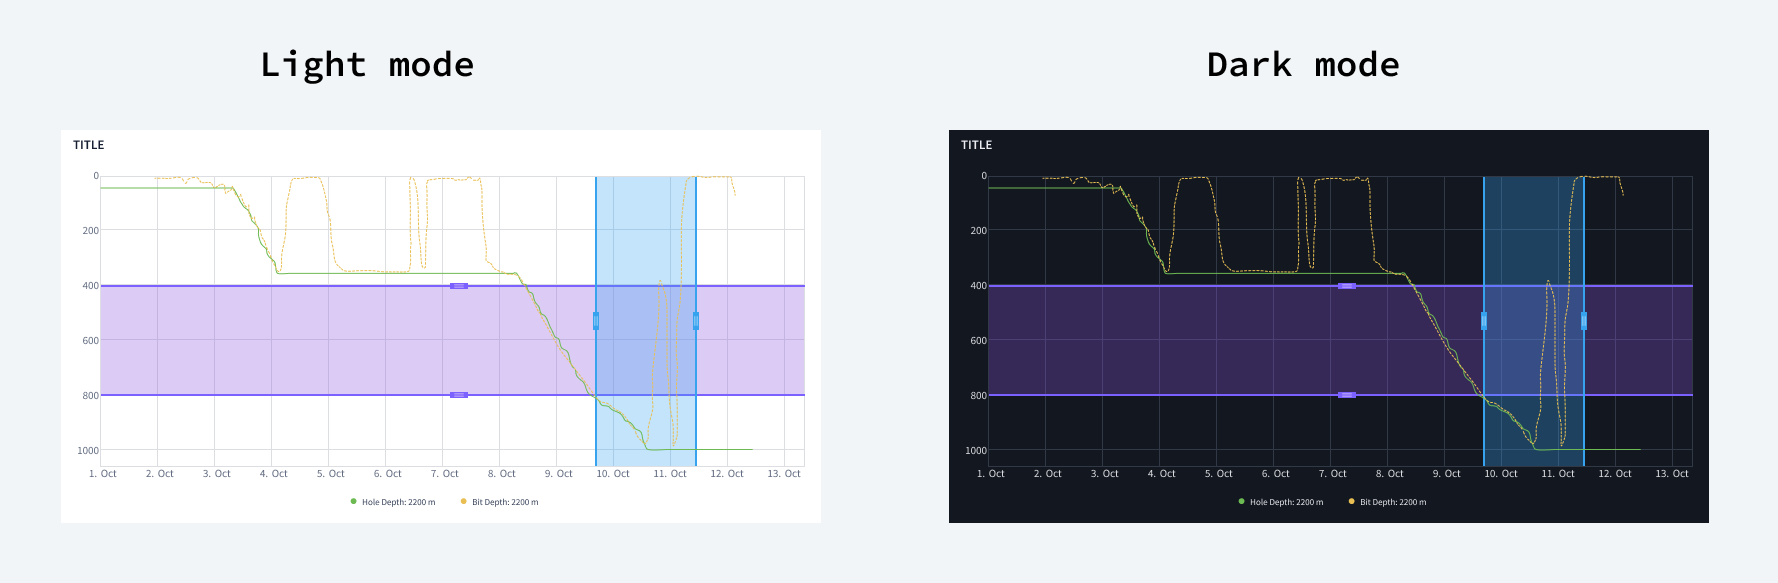 Light mode
Dark mode
TITLE
0
200
400
600
800
1000
1. Oct 2. Oct 3. Oct 4. Oct 5. Oct 6. Oct 7. Oct 8. Oct 9. Oct 10. Oct 11. Oct 12. Oct 13. Oct
Hole Depth: 2200 m Bit Depth: 2200 m
TITLE
0
200
400
600
800
1000
1. Oct 2. Oct 3. Oct 4. Oct 5. Oct 6. Oct 7. Oct 8. Oct 9. Oct 10. Oct 11. Oct 12. Oct 13. Oct
Hole Depth: 2200 m Bit Depth: 2200 m